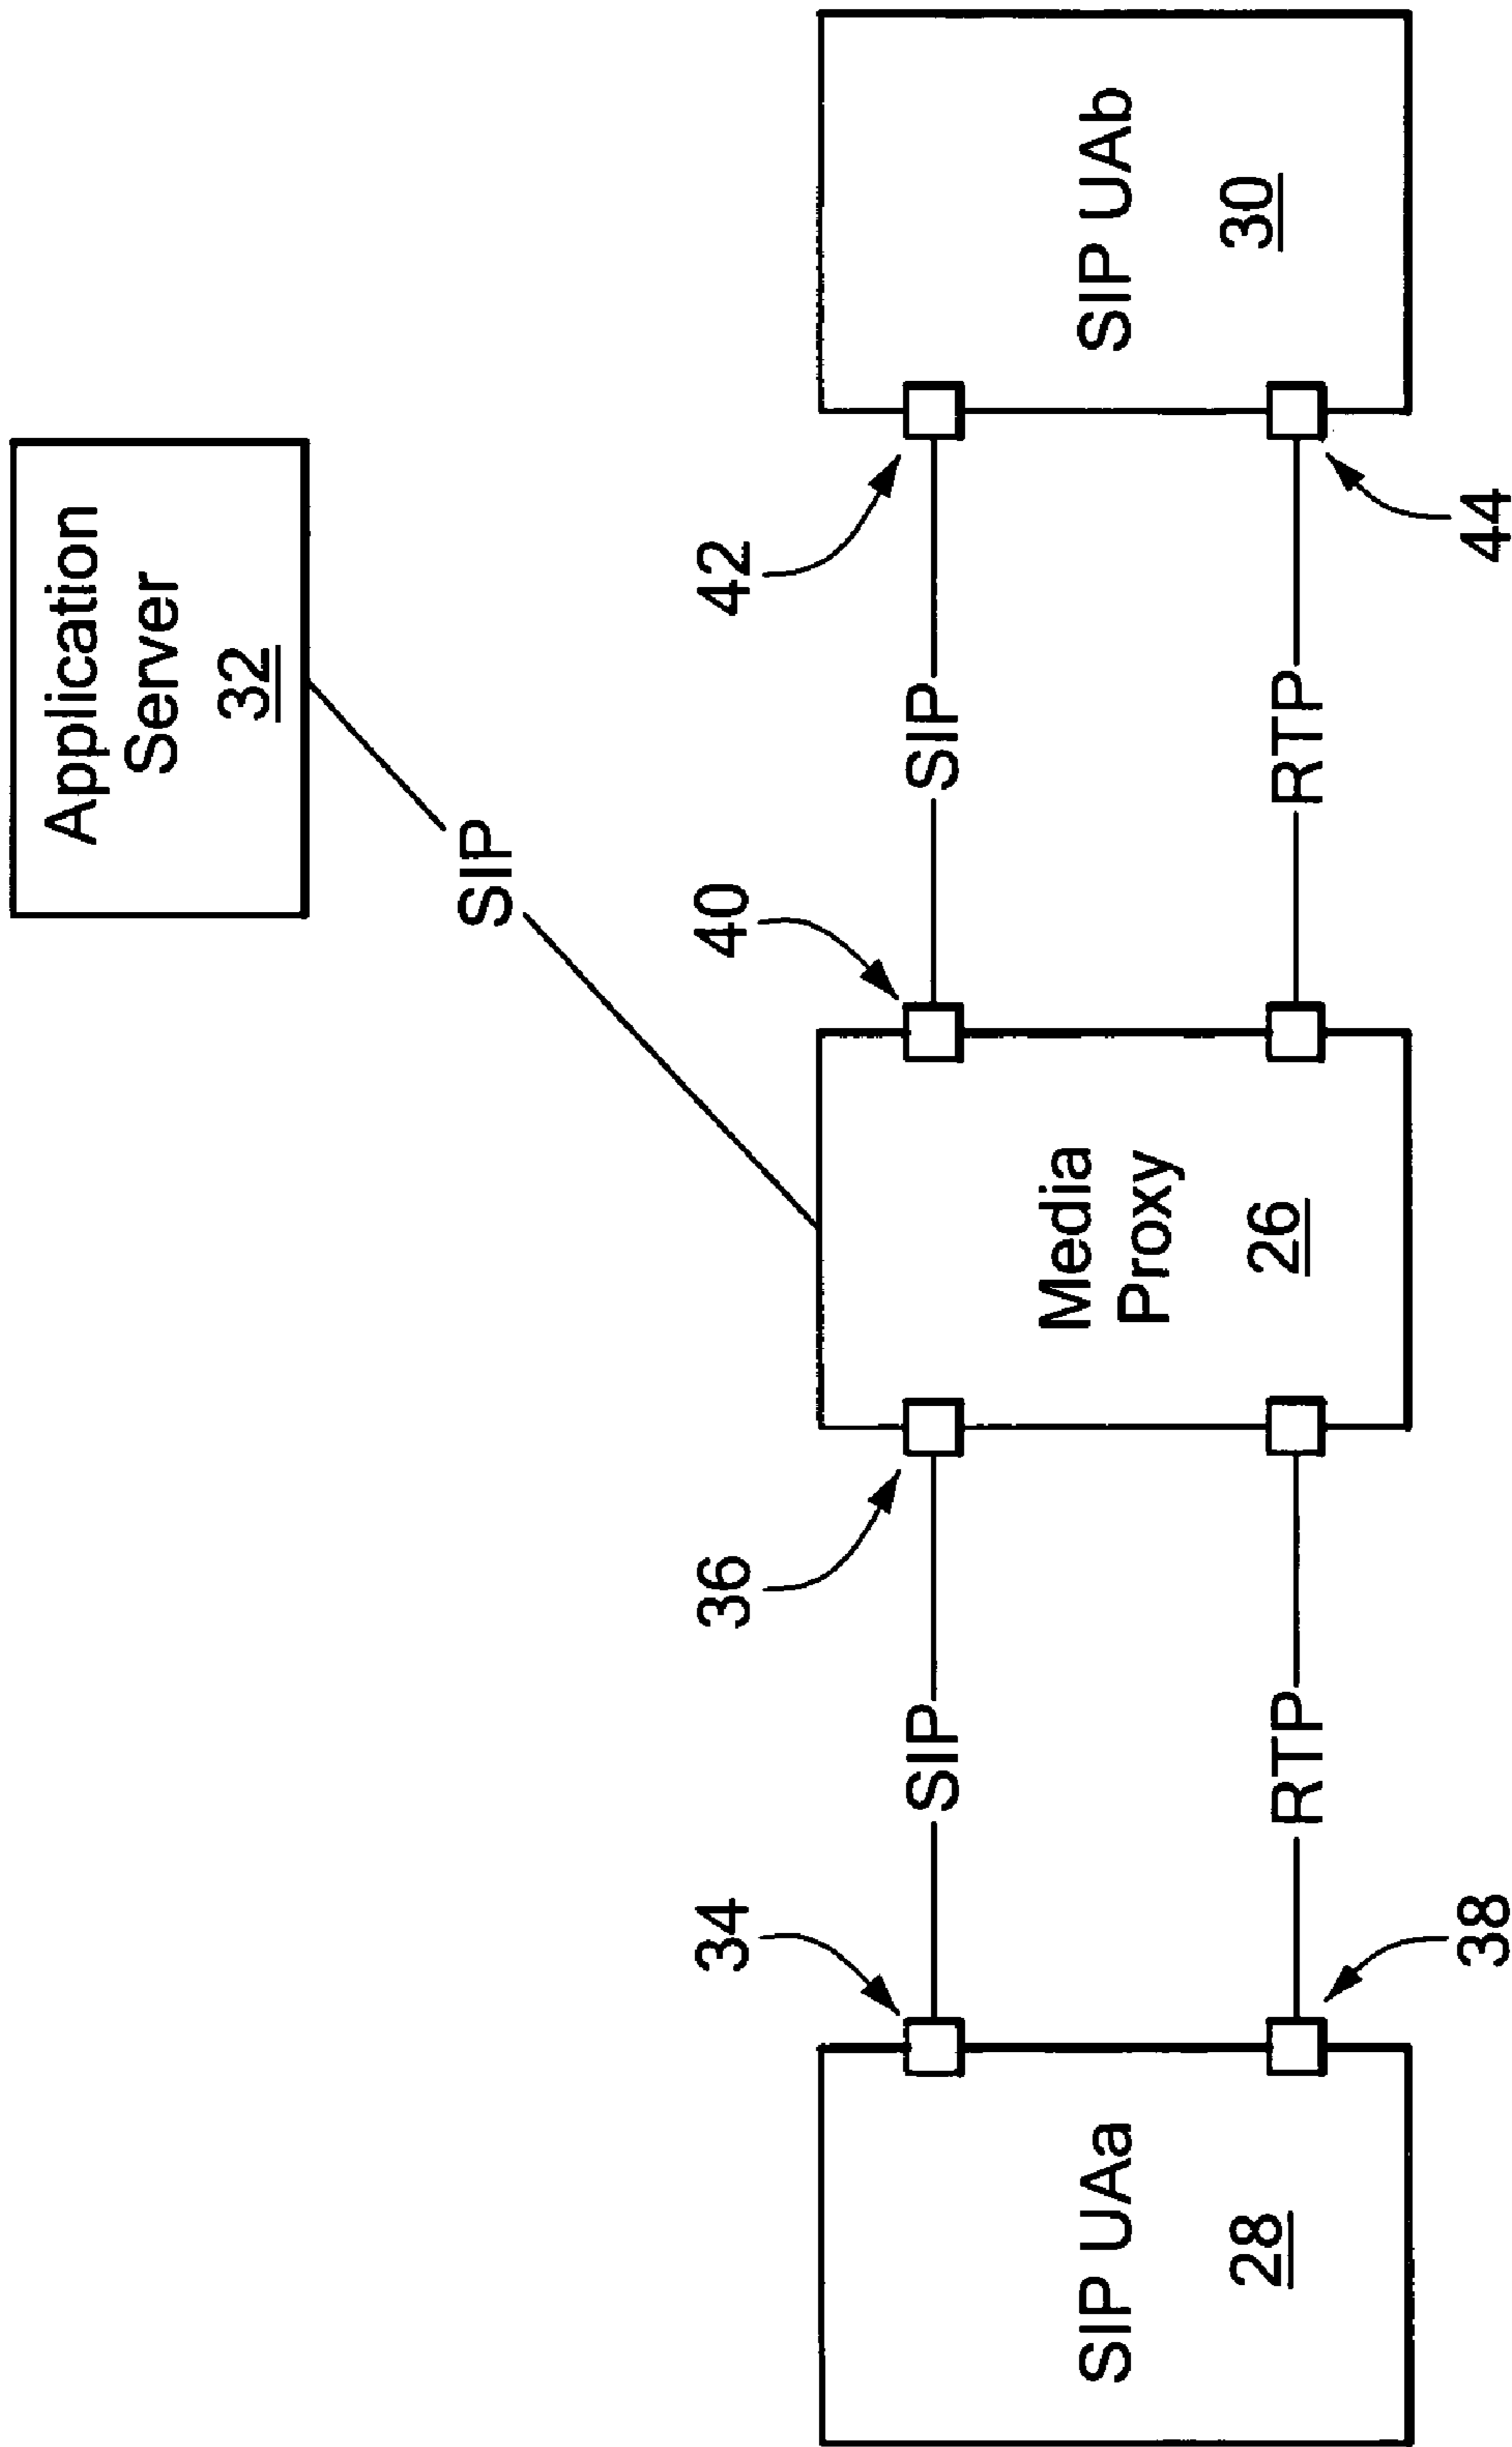 Application
Server
32
SIP
34
36
40
42
SIP
SIP
SIP UAa
28
Media
Proxy
26
SIP UAb
30
RTP
RTP
38
44